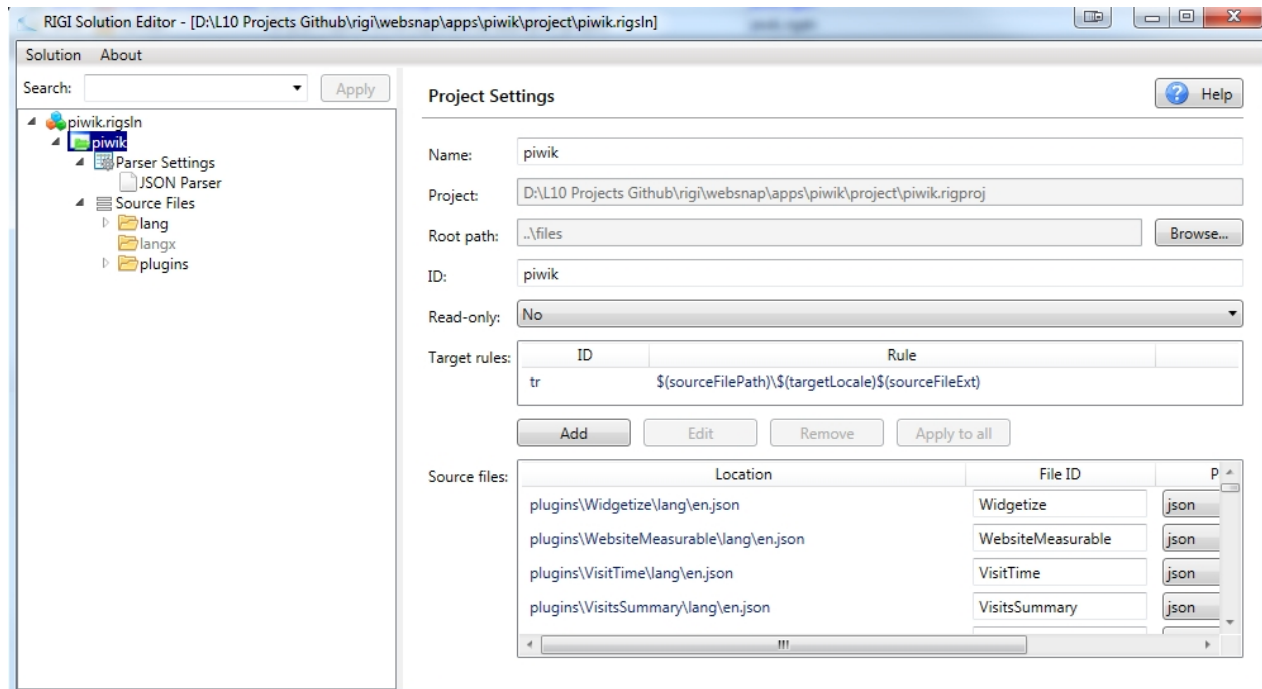 RIGI Solution Editor - [D:\L10 Projects Github\rigi\websnap\apps\piwik\project\piwik.rigsln]
Solution About
Search: Apply
piwik.rigsln
piwik
Parser Settings
JSON Parser
Source Files
lang
langx
plugins
Project Settings
Help
Name: piwik
Project: D:\L10 Projects Github\rigi\websnap\apps\piwik\project\piwik.rigproj
Root path: ..\files Browse...
ID: piwik
Read-only: No
Target rules: ID Rule
tr $(sourceFilePath)\$(targetLocale)$(sourceFileExt)
Add Edit Remove Apply to all
Source files: Location File ID P
plugins\Widgetize\lang\en.json Widgetize json
plugins\WebsiteMeasurable\lang\en.json WebsiteMeasurable json
plugins\VisitTime\lang\en.json VisitTime json
plugins\VisitsSummary\lang\en.json VisitsSummary json